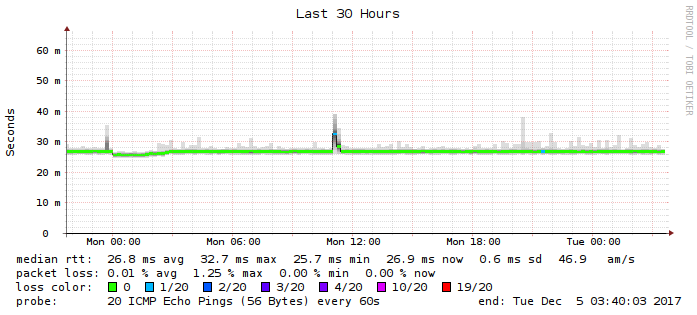 Last 30 Hours
RRDTOOL / TOBI OETIKER
Seconds
60 m
50 m
40 m
30 m
20 m
10 m
0
Mon 00:00 Mon 06:00 Mon 12:00 Mon 18:00 Tue 00:00
median rtt: 26.8 ms avg 32.7 ms max 25.7 ms min 26.9 ms now 0.6 ms sd 46.9 am/s
packet loss: 0.01 % avg 1.25 % max 0.00 % min 0.00 % now
loss color: 0 1/20 2/20 3/20 4/20 10/20 19/20
probe: 20 ICMP Echo Pings (56 Bytes) every 60s end: Tue Dec 5 03:40:03 2017